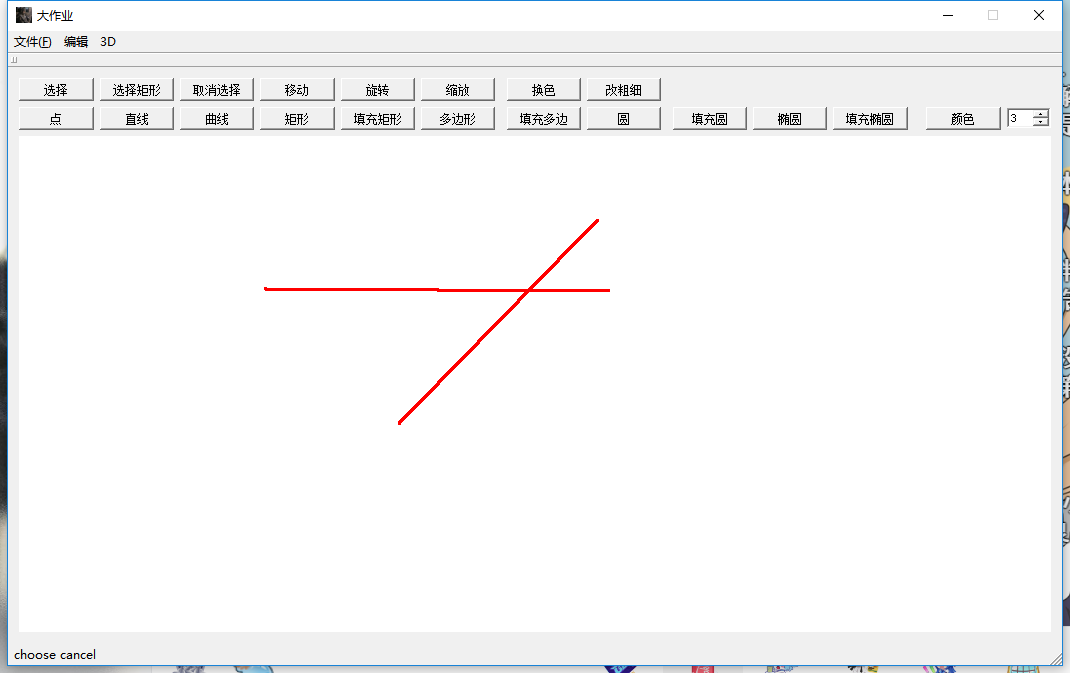 大作业
文件(F) 编辑 3D
选择 选择矩形 取消选择 移动 旋转 缩放 换色 改粗细
点 直线 曲线 矩形 填充矩形 多边形 填充多边 圆 填充圆 椭圆 填充椭圆 颜色 3
choose cancel